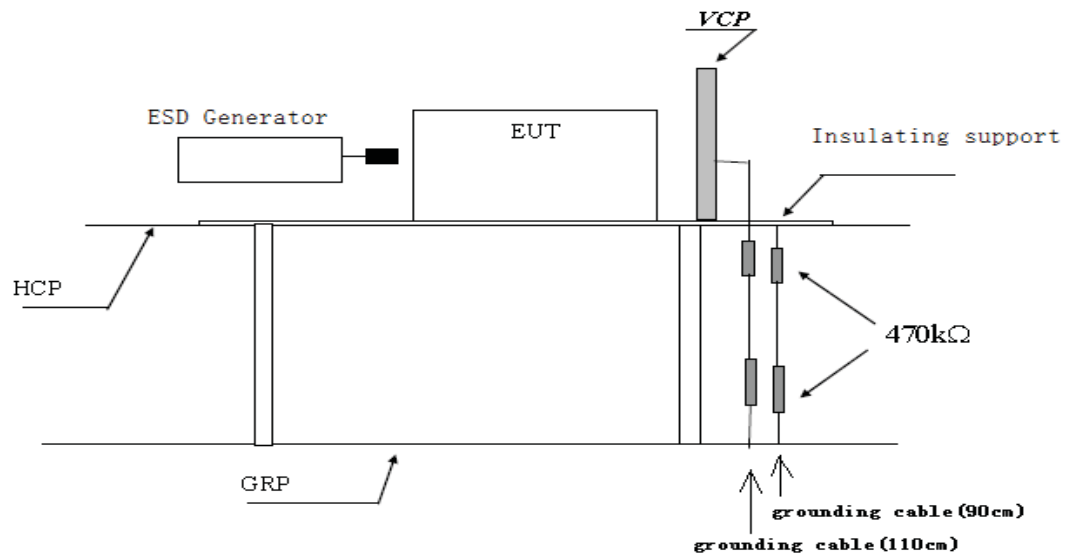 VCP
ESD Generator
EUT
Insulating support
HCP
470kΩ
GRP
grounding cable(90cm)
grounding cable(110cm)